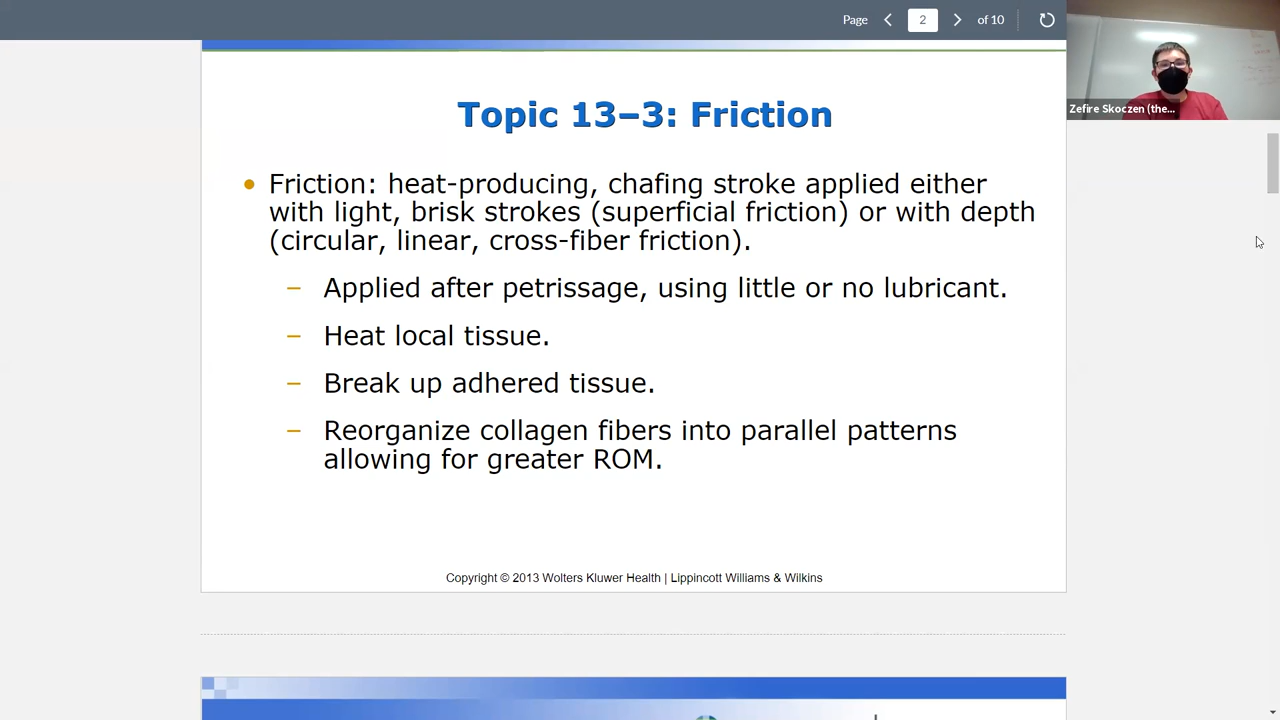 Page 2 of 10
Zefire Skoczen (the...
Topic 13–3: Friction
• Friction: heat-producing, chafing stroke applied either
with light, brisk strokes (superficial friction) or with depth
(circular, linear, cross-fiber friction).
– Applied after petrissage, using little or no lubricant.
– Heat local tissue.
– Break up adhered tissue.
– Reorganize collagen fibers into parallel patterns
allowing for greater ROM.
Copyright © 2013 Wolters Kluwer Health | Lippincott Williams & Wilkins